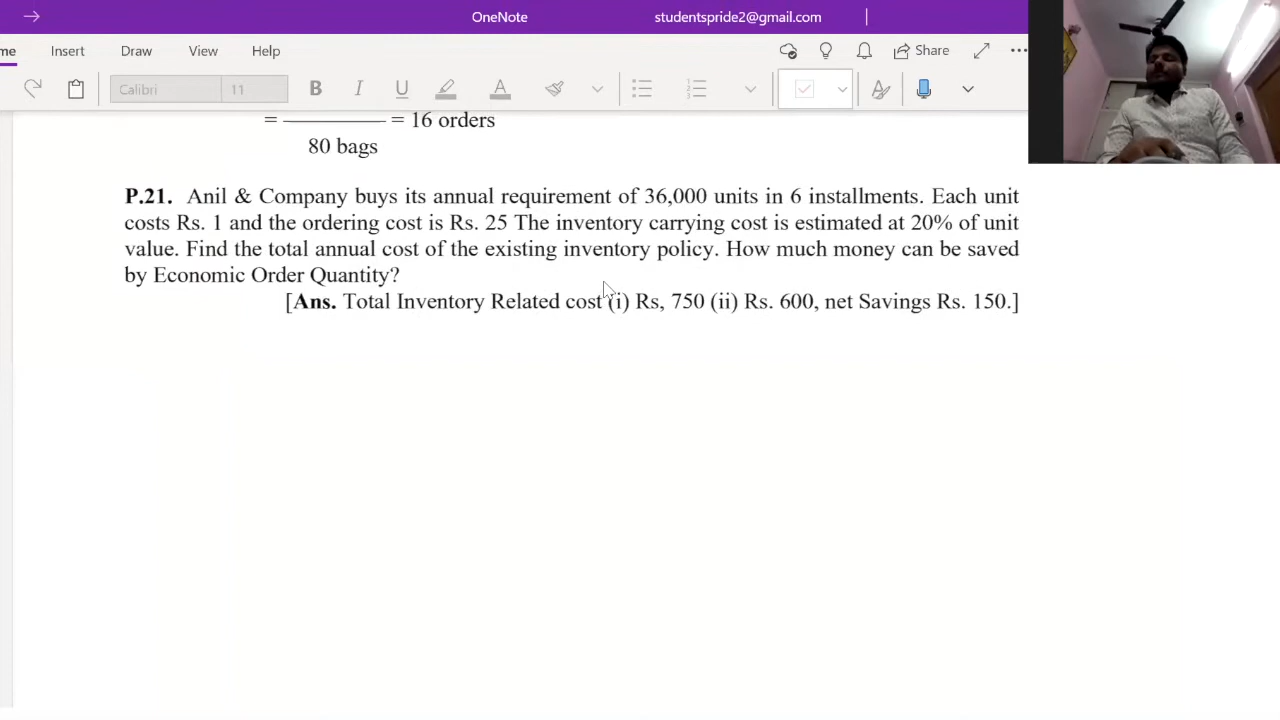 OneNote studentspride2@gmail.com
me Insert Draw View Help Share
Calibri 11 B I U A
= = 16 orders
80 bags
P.21. Anil & Company buys its annual requirement of 36,000 units in 6 installments. Each unit
costs Rs. 1 and the ordering cost is Rs. 25 The inventory carrying cost is estimated at 20% of unit
value. Find the total annual cost of the existing inventory policy. How much money can be saved
by Economic Order Quantity?
[Ans. Total Inventory Related cost (i) Rs, 750 (ii) Rs. 600, net Savings Rs. 150.]